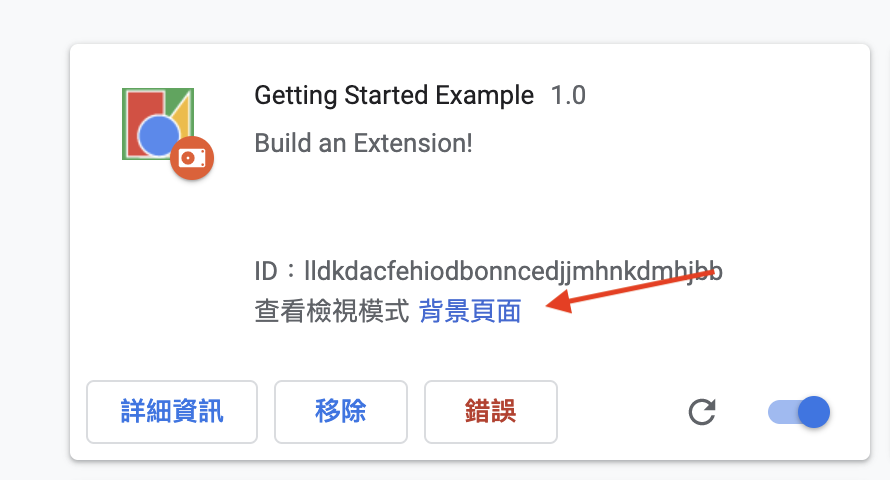 Getting Started Example 1.0
Build an Extension!
ID：lldkdacfehiodbonncedjjmhnkdmhjbb
查看檢視模式 背景頁面
詳細資訊 移除 錯誤